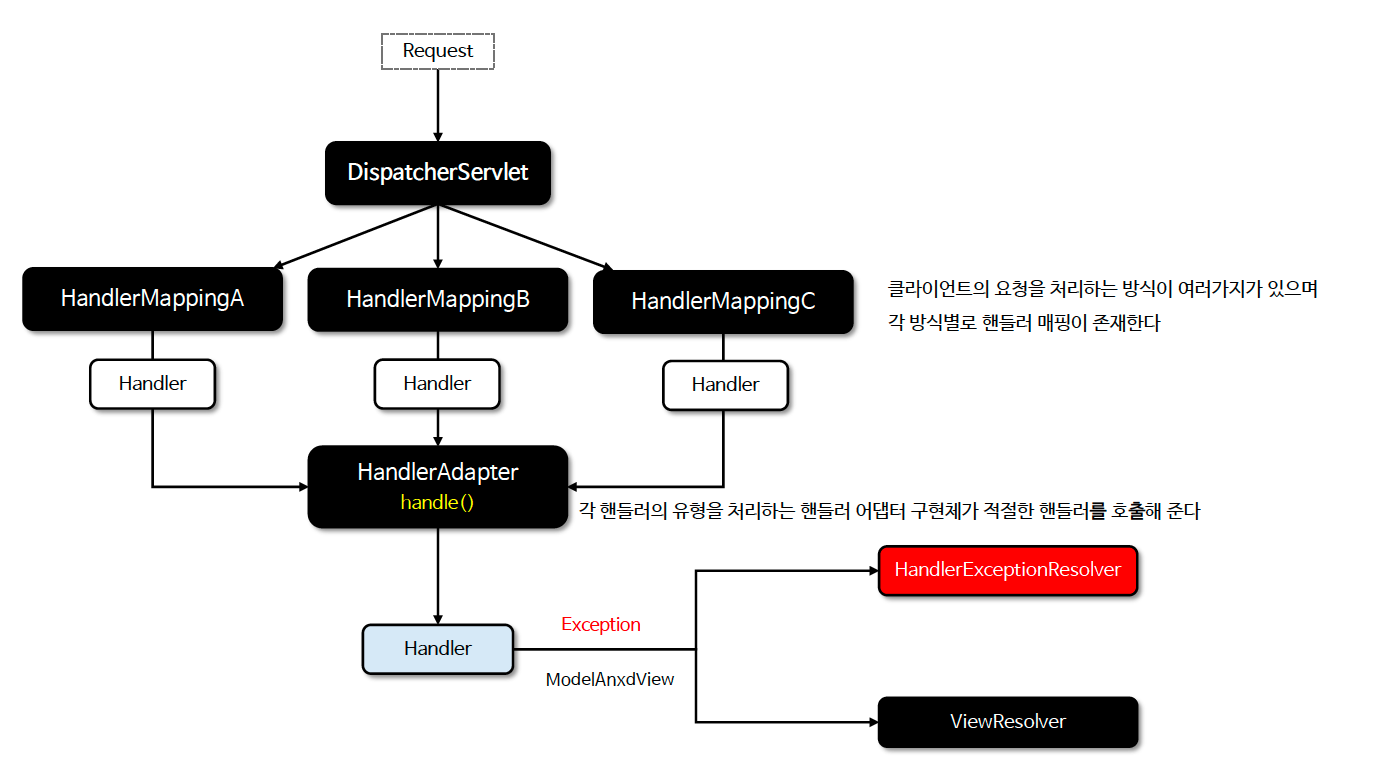 Request
DispatcherServlet
HandlerMappingA
HandlerMappingB
HandlerMappingC
클라이언트의 요청을 처리하는 방식이 여러가지가 있으며
각 방식별로 핸들러 매핑이 존재한다
Handler
Handler
Handler
HandlerAdapter
handle()
각 핸들러의 유형을 처리하는 핸들러 어댑터 구현체가 적절한 핸들러를 호출해 준다
HandlerExceptionResolver
Exception
Handler
ModelAnxdView
ViewResolver